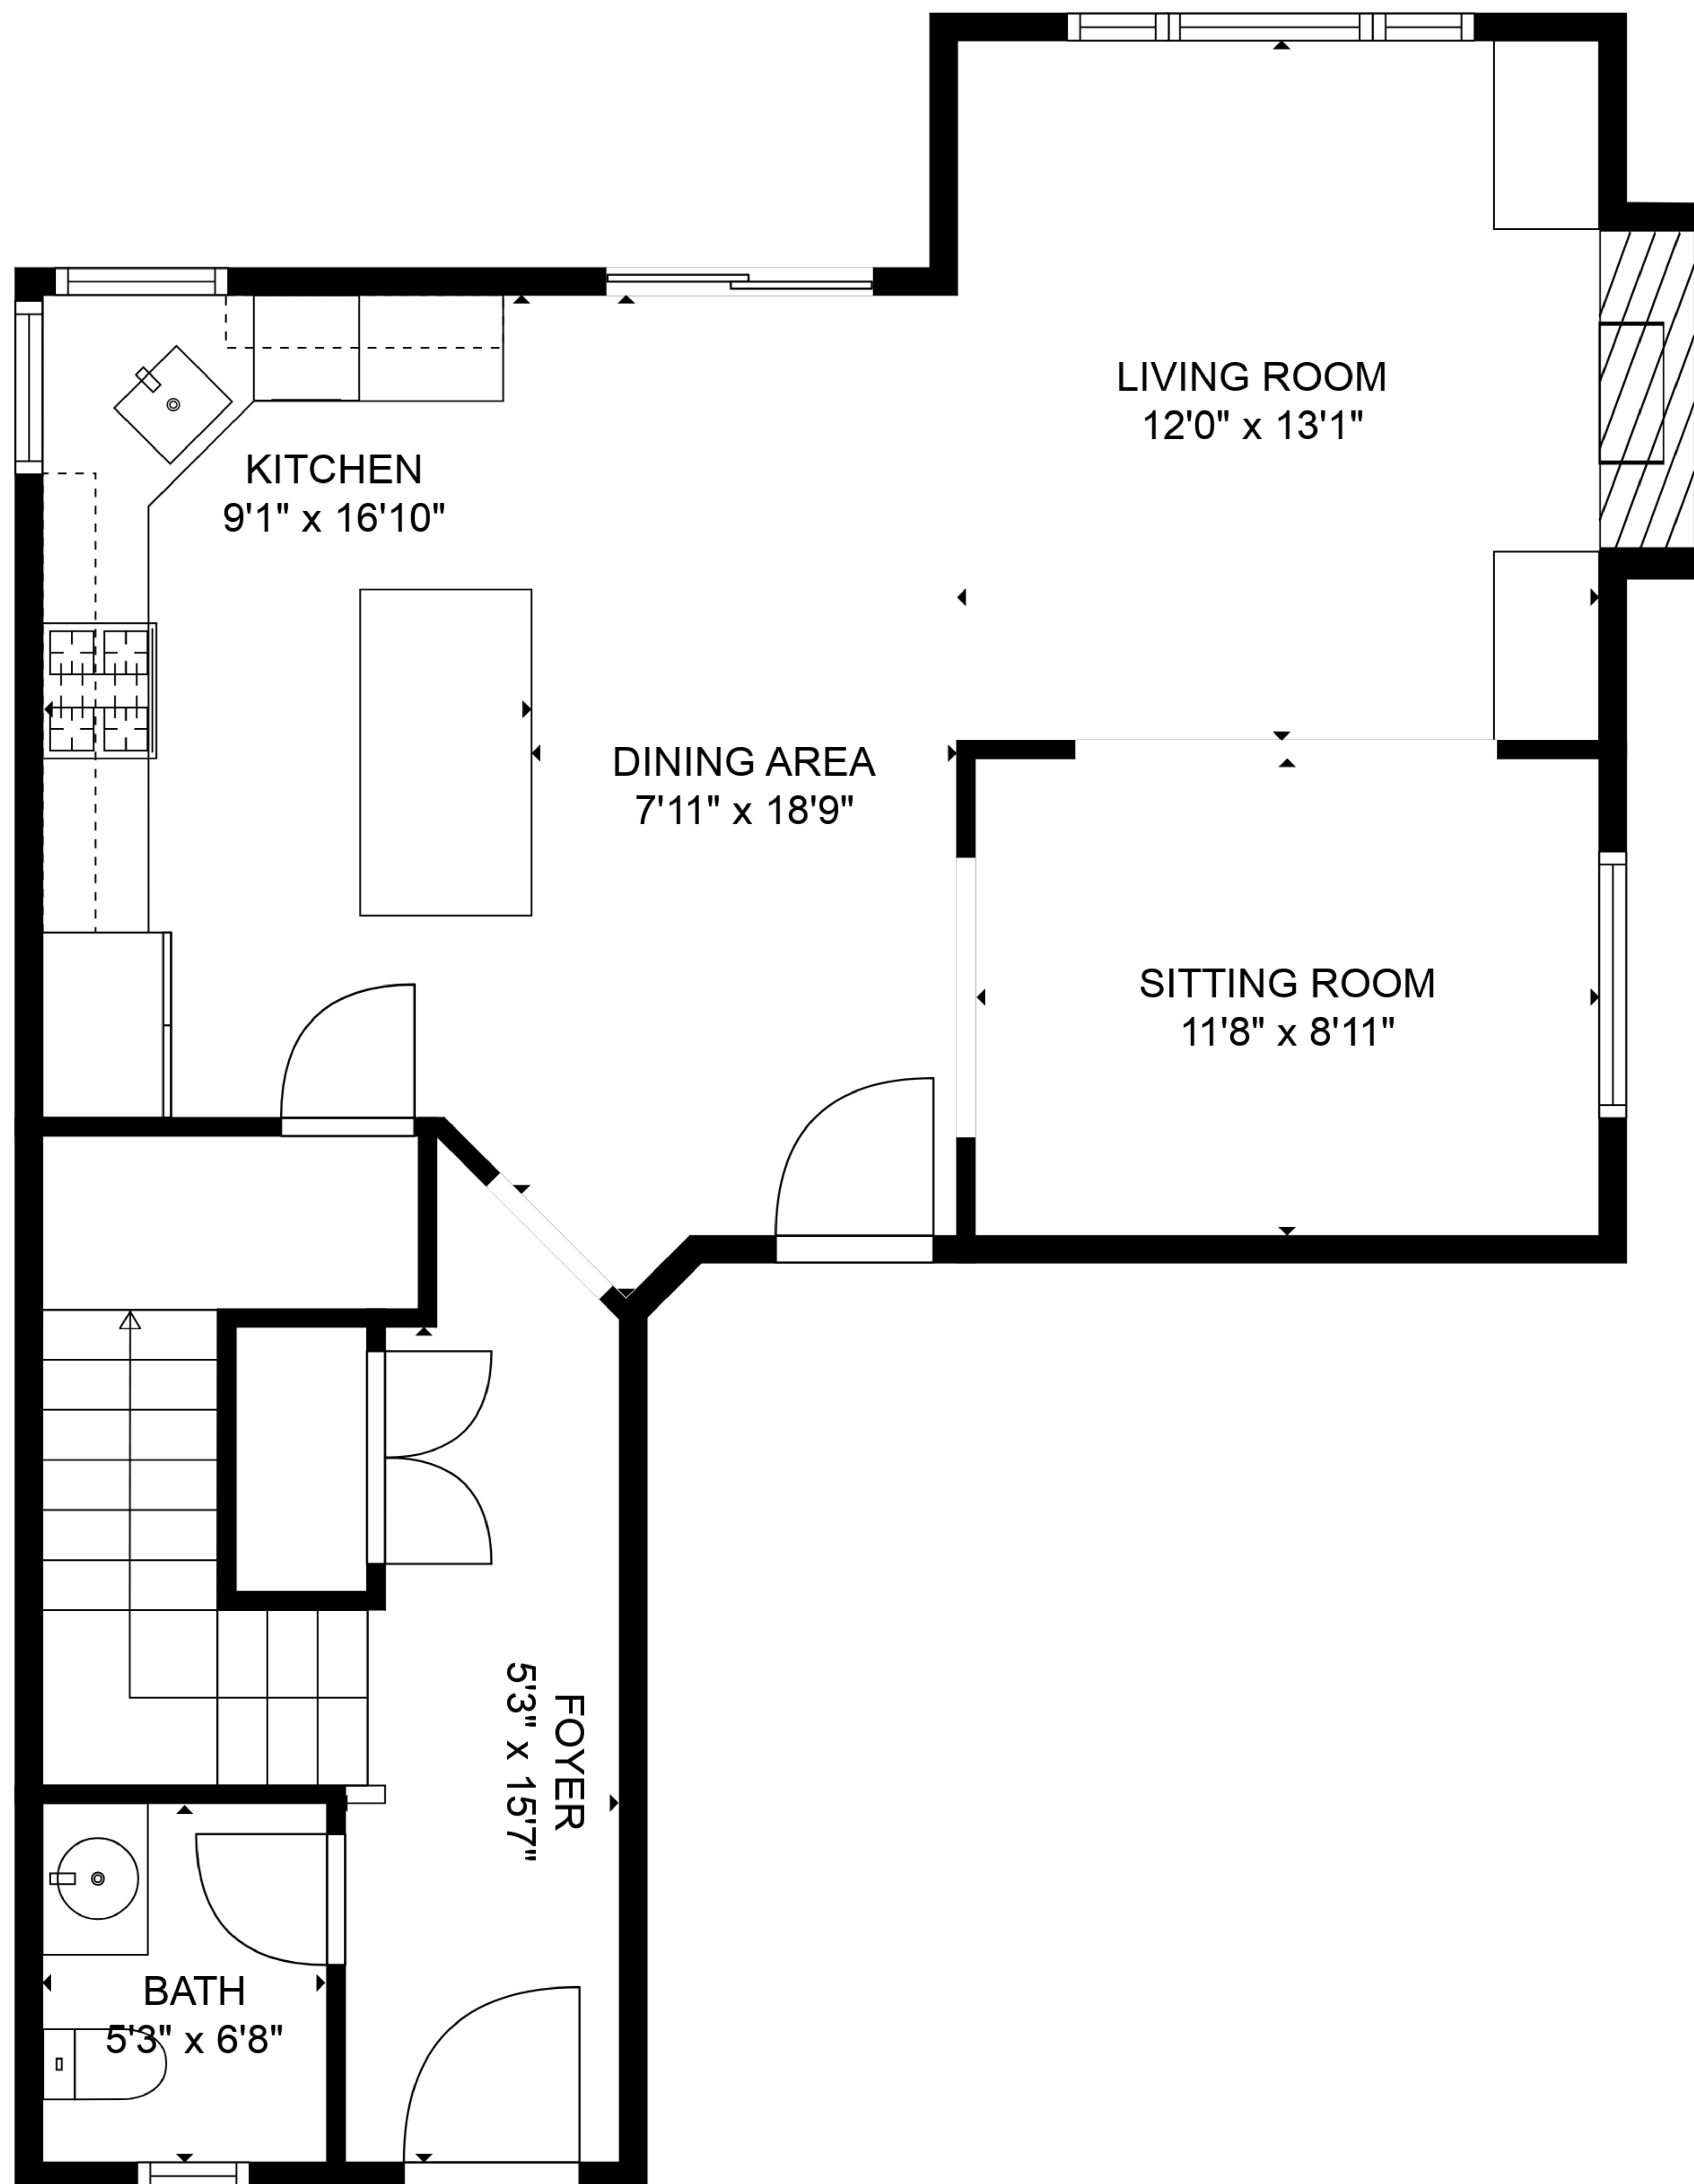 LIVING ROOM
12'0" x 13'1"
KITCHEN
9'1" x 16'10"
DINING AREA
7'11" x 18'9"
SITTING ROOM
11'8" x 8'11"
FOYER
5'3" x 15'7"
BATH
5'3" x 6'8"